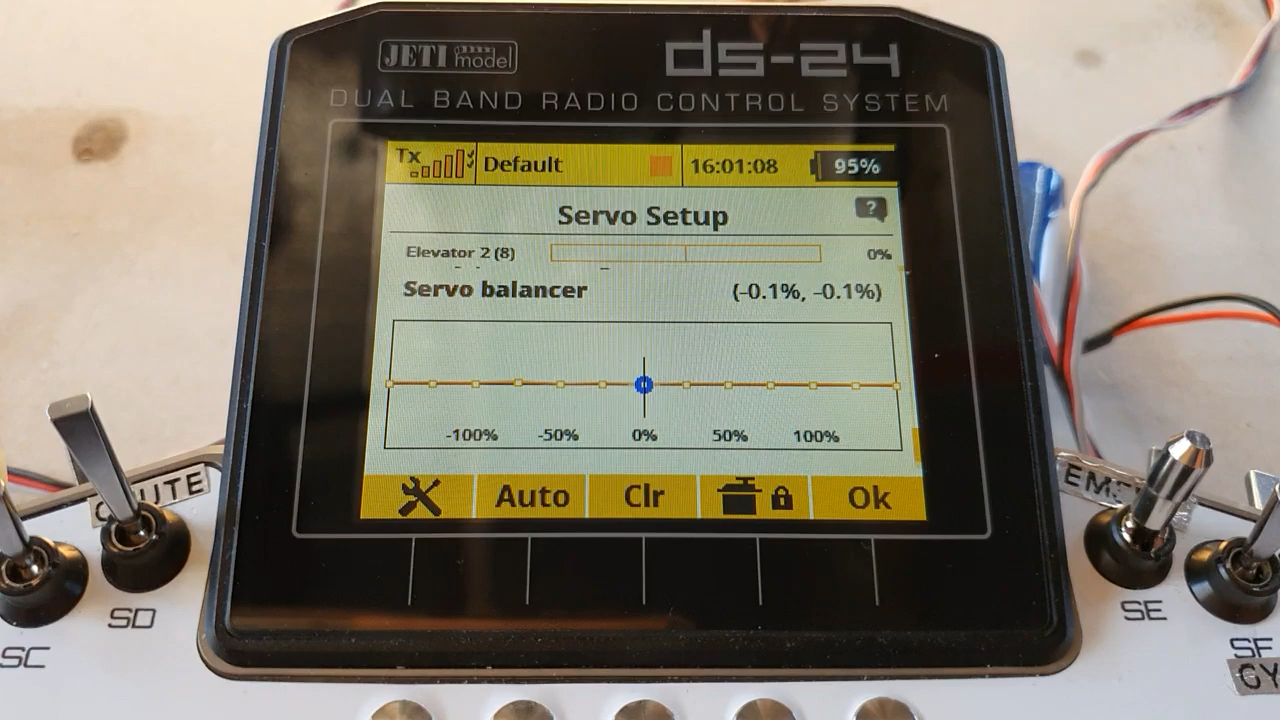 JETI model
ds-24
DUAL BAND RADIO CONTROL SYSTEM
Tx Default 16:01:08 95%
Servo Setup ?
Elevator 2 (8) 0%
Servo balancer (-0.1%, -0.1%)
-100% -50% 0% 50% 100%
Auto Clr Ok
SC
SD
SE
SF